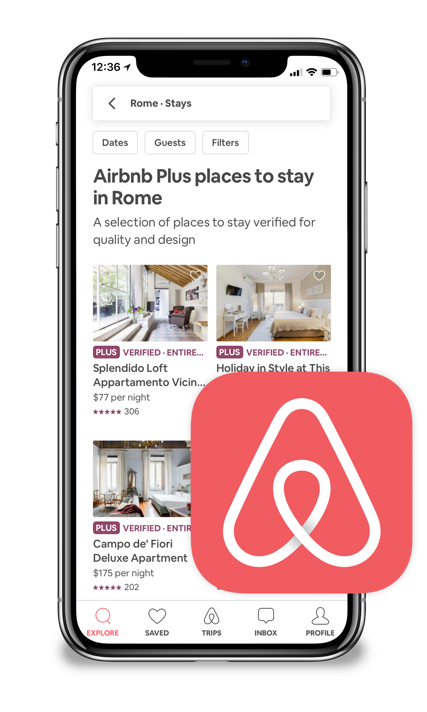 12:36
Rome · Stays
Dates
Guests
Filters
Airbnb Plus places to stay
in Rome
A selection of places to stay verified for
quality and design
PLUS VERIFIED · ENTIRE...
Splendido Loft
Appartamento Vicin...
$77 per night
306
PLUS VERIFIED · ENTIRE...
Holiday in Style at This
PLUS VERIFIED · ENTIR
Campo de' Fiori
Deluxe Apartment
$175 per night
202
EXPLORE
SAVED
TRIPS
INBOX
PROFILE